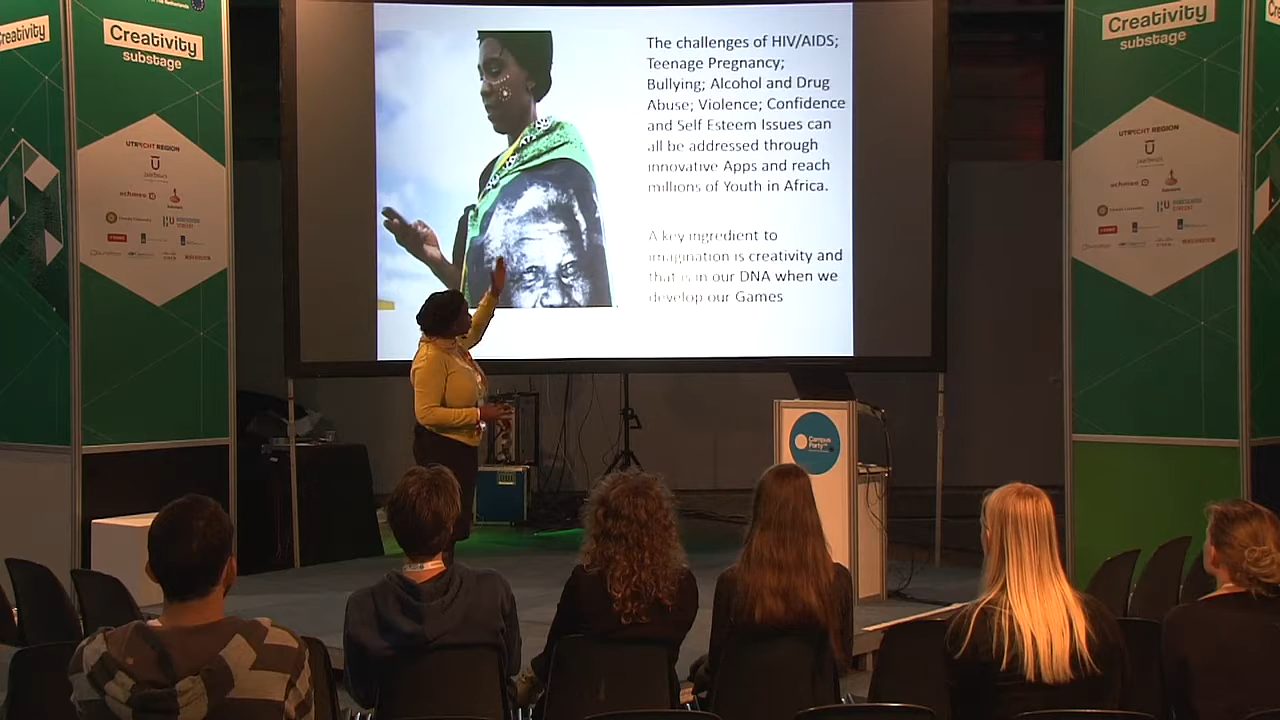 Creativity
substage
UTRECHT REGION
Creativity
The challenges of HIV/AIDS;
Teenage Pregnancy;
Bullying; Alcohol and Drug
Abuse; Violence; Confidence
and Self Esteem Issues can
all be addressed through
innovative Apps and reach
millions of Youth in Africa.
A key ingredient to
imagination is creativity and
that is in our DNA when we
develop our Games
Campus
Party
Creativity
substage
UTRECHT REGION